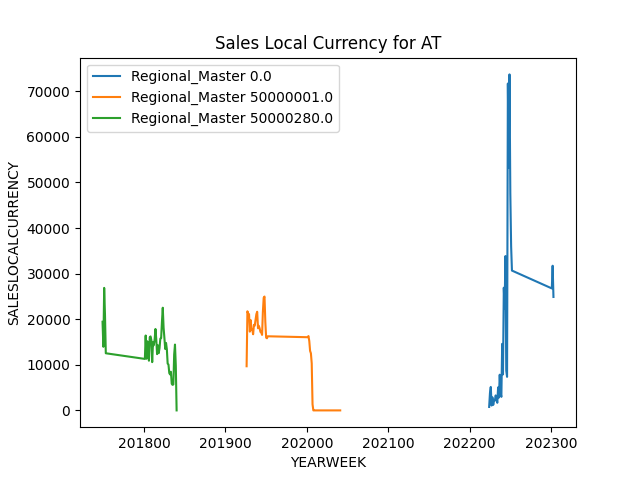 Sales Local Currency for AT
Regional_Master 0.0
Regional_Master 50000001.0
Regional_Master 50000280.0
SALESLOCALCURRENCY
70000
60000
50000
40000
30000
20000
10000
0
201800 201900 202000 202100 202200 202300
YEARWEEK